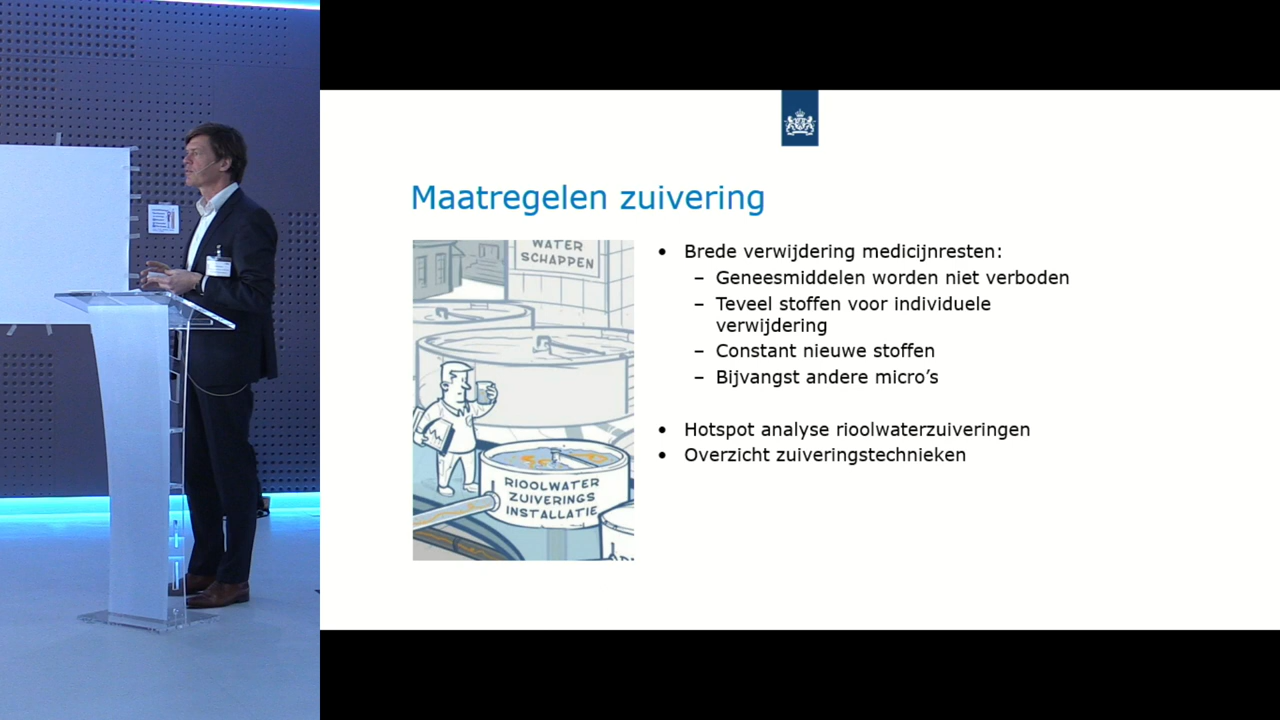 Maatregelen zuivering
WATER
SCHAPPEN
RIOOLWATER
ZUIVERINGS
INSTALLATIE
• Brede verwijdering medicijnresten:
– Geneesmiddelen worden niet verboden
– Teveel stoffen voor individuele
verwijdering
– Constant nieuwe stoffen
– Bijvangst andere micro’s
• Hotspot analyse rioolwaterzuiveringen
• Overzicht zuiveringstechnieken